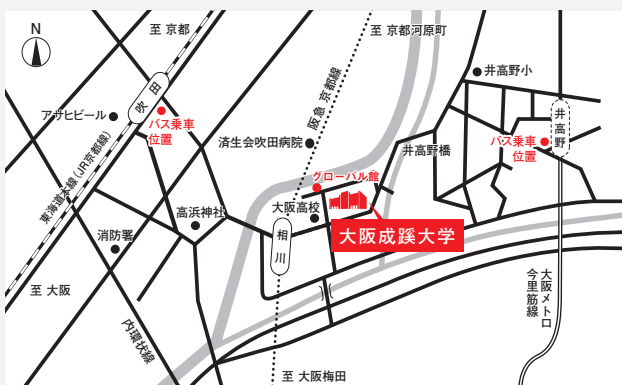 N
至 京都
至 京都河原町
吹田
アサヒビール
バス乗車
位置
東海道本線(JR京都線)
阪急 京都線
済生会吹田病院
井高野小
井高野
バス乗車
位置
井高野橋
グローバル館
高浜神社
大阪高校
大阪成蹊大学
相川
消防署
至 大阪
内環状線
大阪メトロ
今里筋線
至 大阪梅田